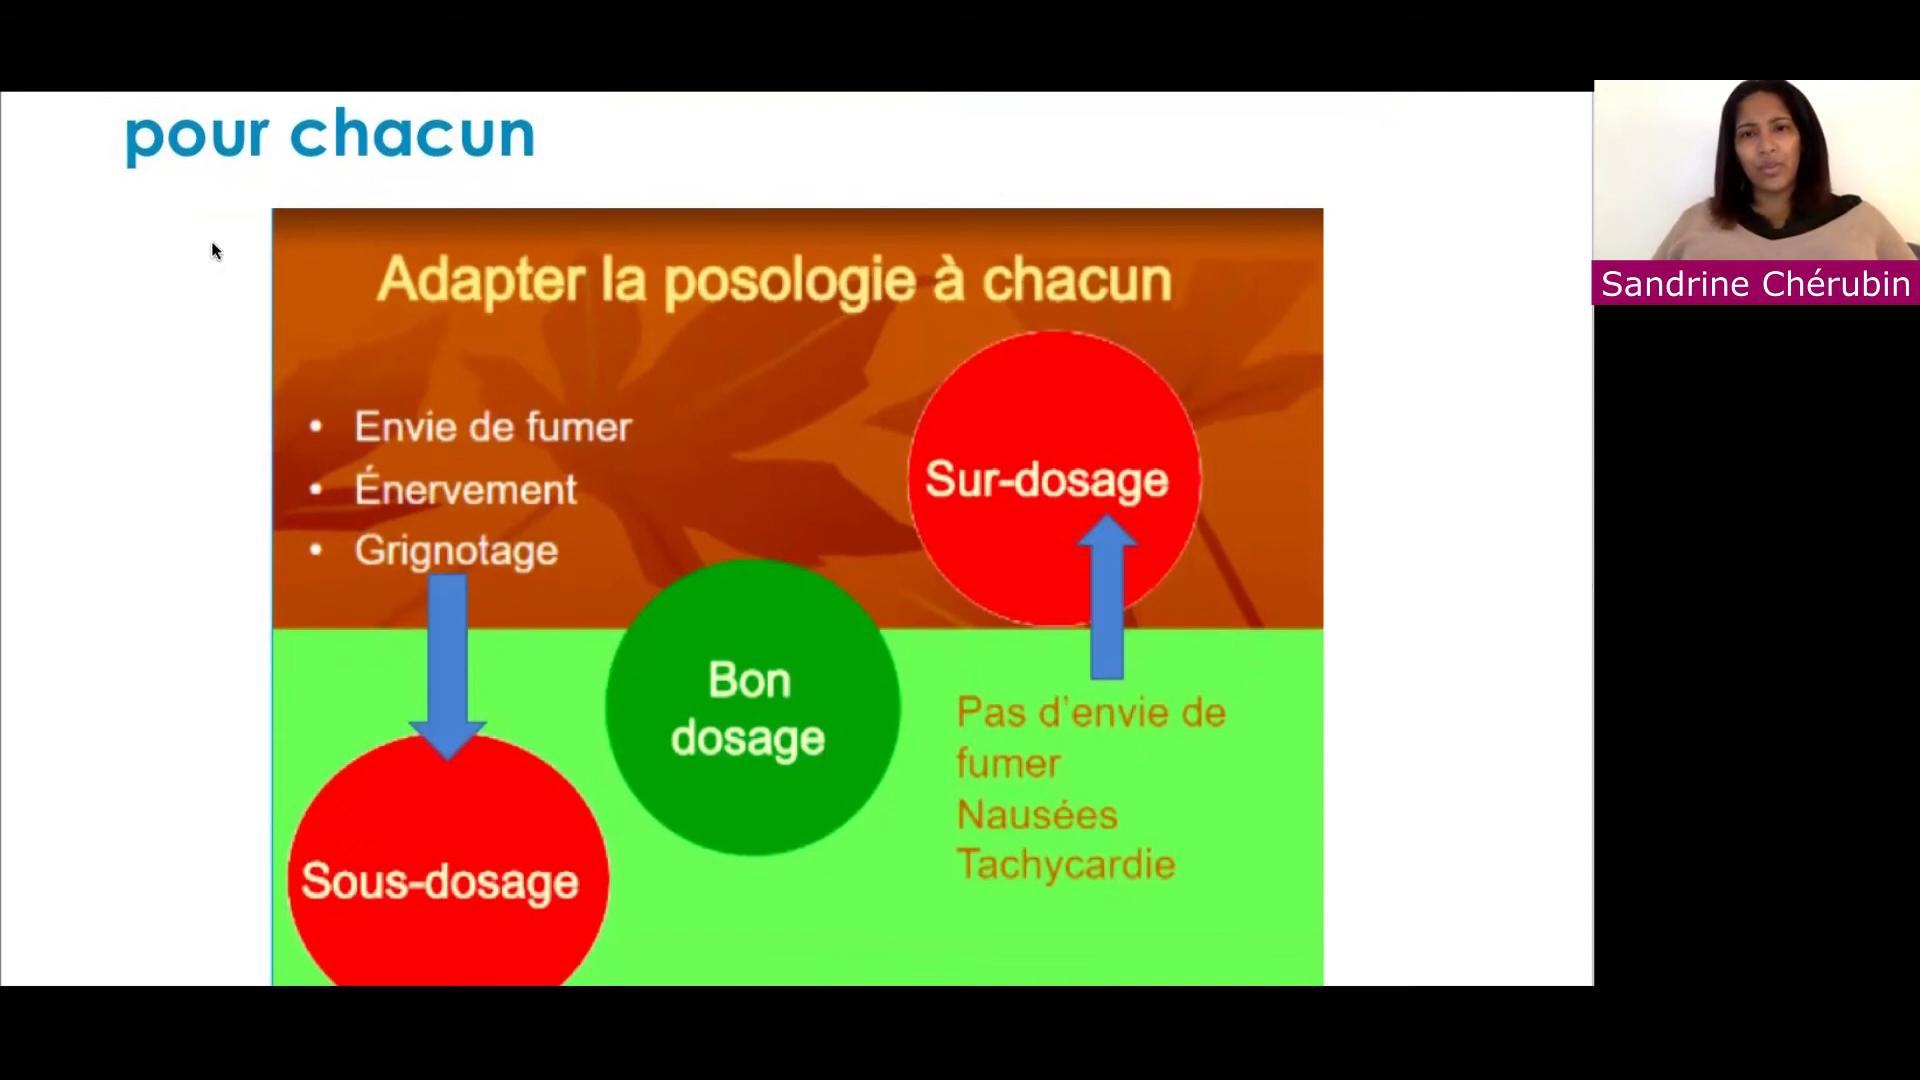 pour chacun
Sandrine Chérubin
Adapter la posologie à chacun
• Envie de fumer
• Énervement
• Grignotage
Sur-dosage
Bon
dosage
Pas d'envie de
fumer
Nausées
Tachycardie
Sous-dosage